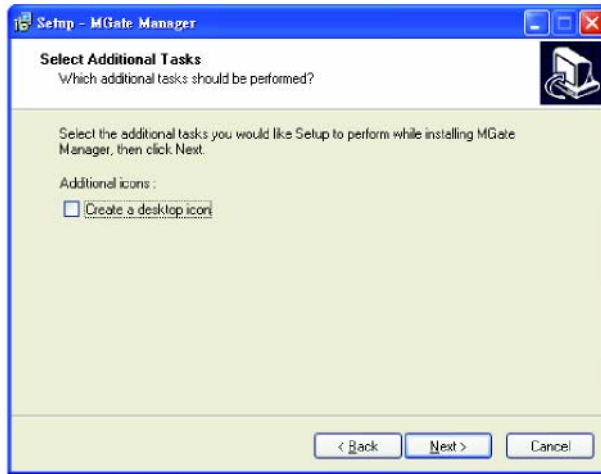 Setup - MGate Manager
Select Additional Tasks
Which additional tasks should be performed?
Select the additional tasks you would like Setup to perform while installing MGate
Manager, then click Next.
Additional icons :
Create a desktop icon
< Back
Next >
Cancel